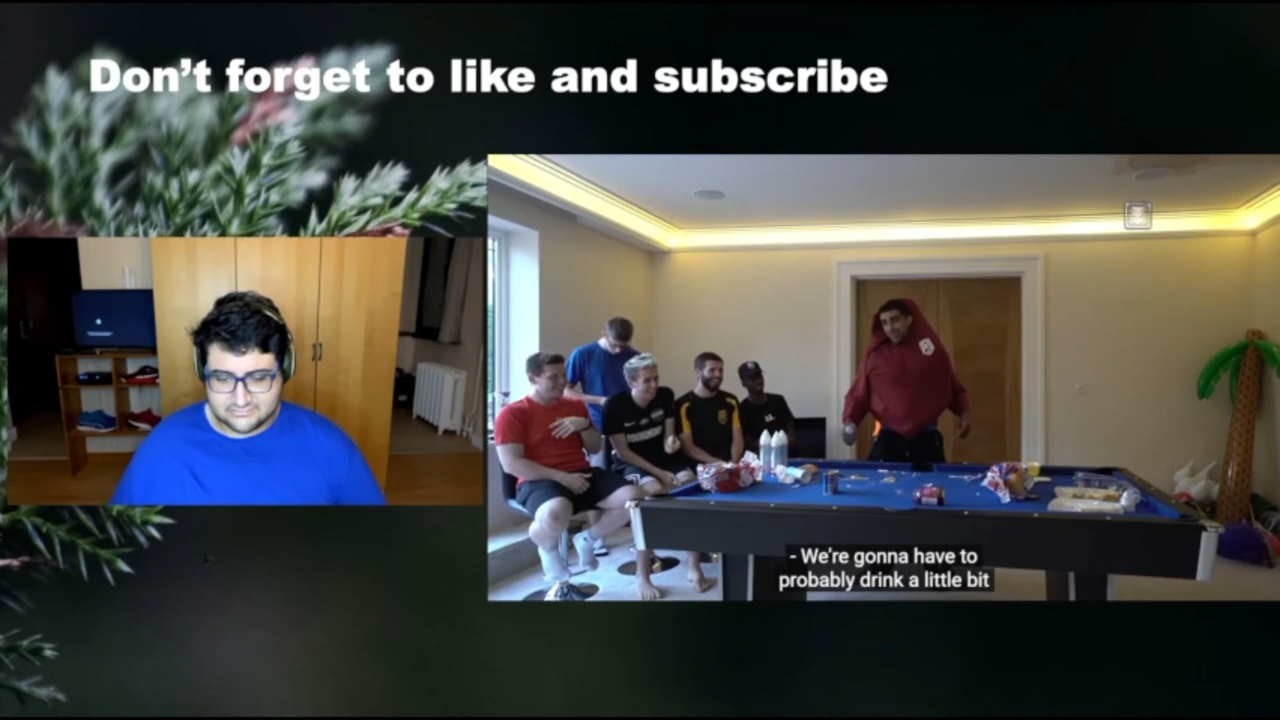 Don't forget to like and subscribe
- We're gonna have to
probably drink a little bit